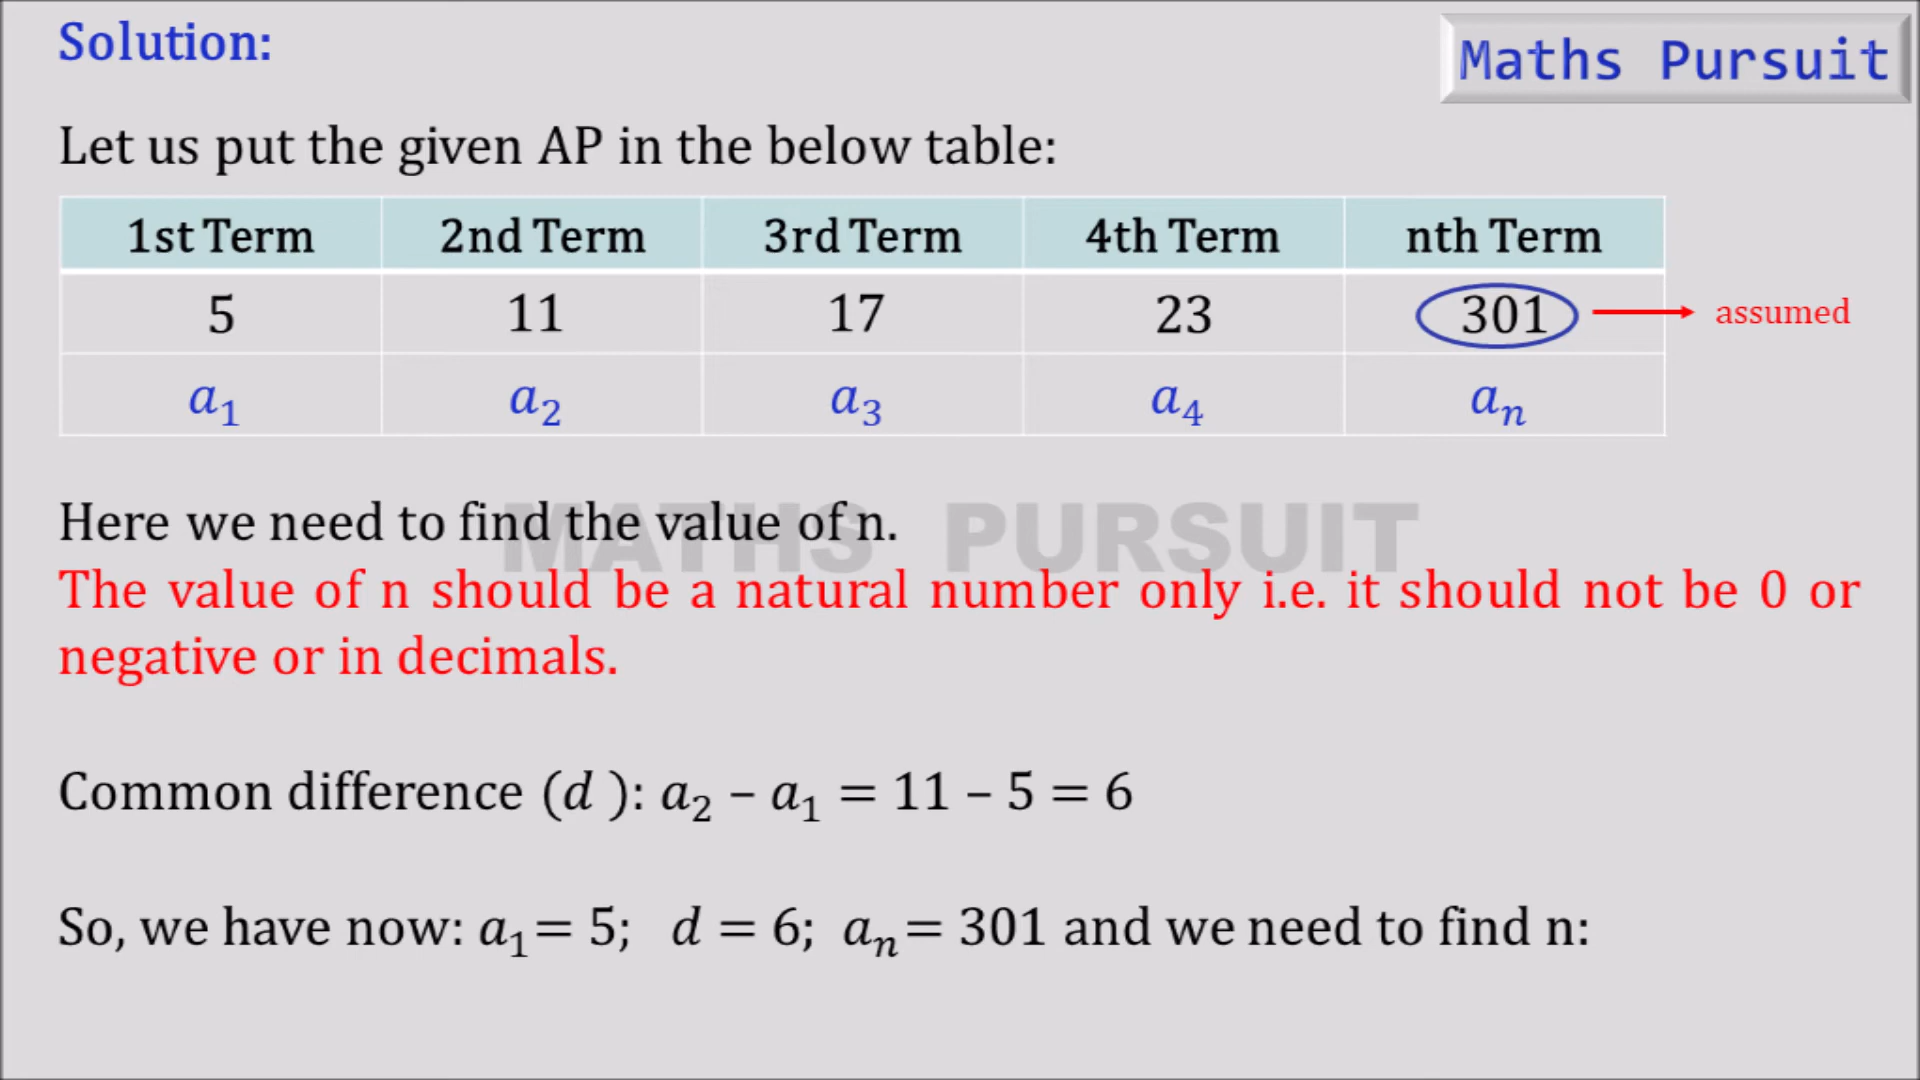 Solution:
Maths Pursuit
Let us put the given AP in the below table:
1st Term 2nd Term 3rd Term 4th Term nth Term
5 11 17 23 301 assumed
a₁ a₂ a₃ a₄ aₙ
MATHS PURSUIT
Here we need to find the value of n.
The value of n should be a natural number only i.e. it should not be 0 or
negative or in decimals.
Common difference (d ): a₂ – a₁ = 11 – 5 = 6
So, we have now: a₁= 5; d = 6; aₙ= 301 and we need to find n: